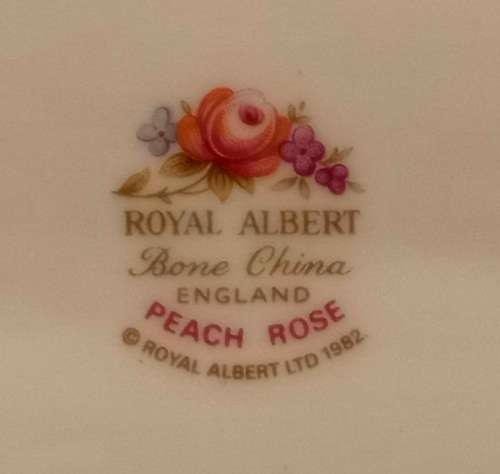 ROYAL ALBERT
Bone China
ENGLAND
PEACH ROSE
© ROYAL ALBERT LTD 1982